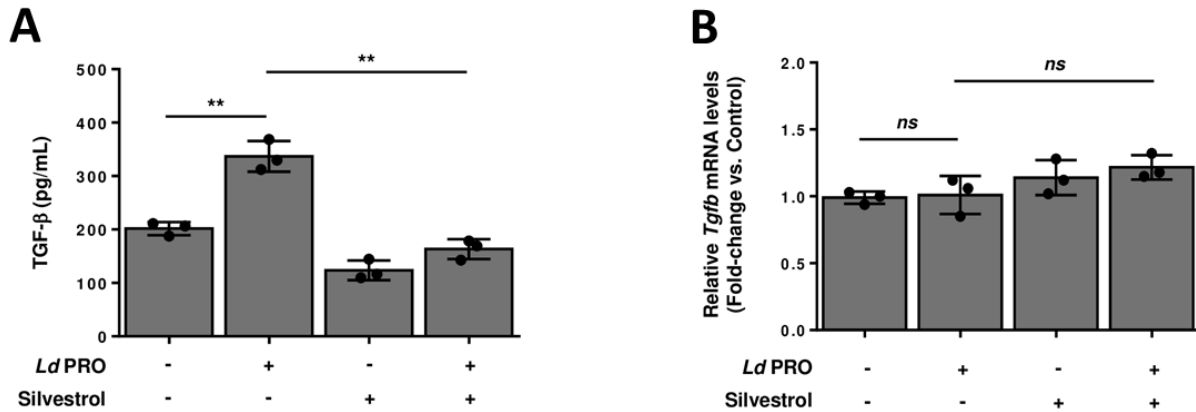 A
TGF-β (pg/mL)
500
400
300
200
100
0
**
**
Ld PRO - + - +
Silvestrol - - + +
B
Relative Tgfb mRNA levels
(Fold-change vs. Control)
2.0
1.5
1.0
0.5
0.0
ns
ns
Ld PRO - + - +
Silvestrol - - + +